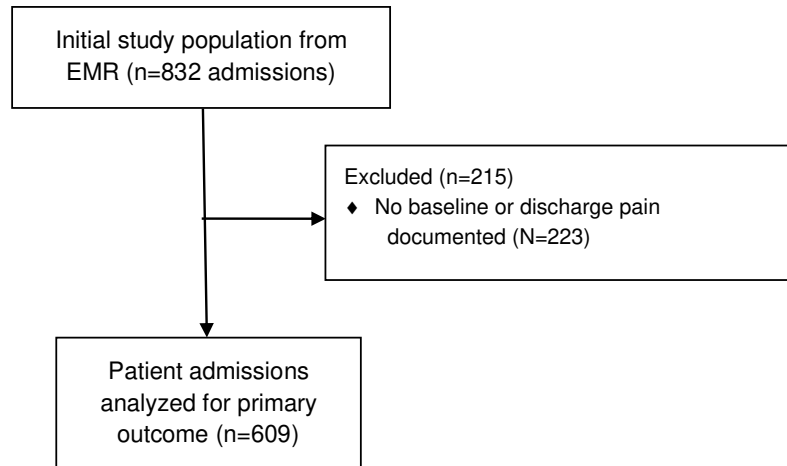 Initial study population from
EMR (n=832 admissions)
Excluded (n=215)
♦ No baseline or discharge pain
documented (N=223)
Patient admissions
analyzed for primary
outcome (n=609)